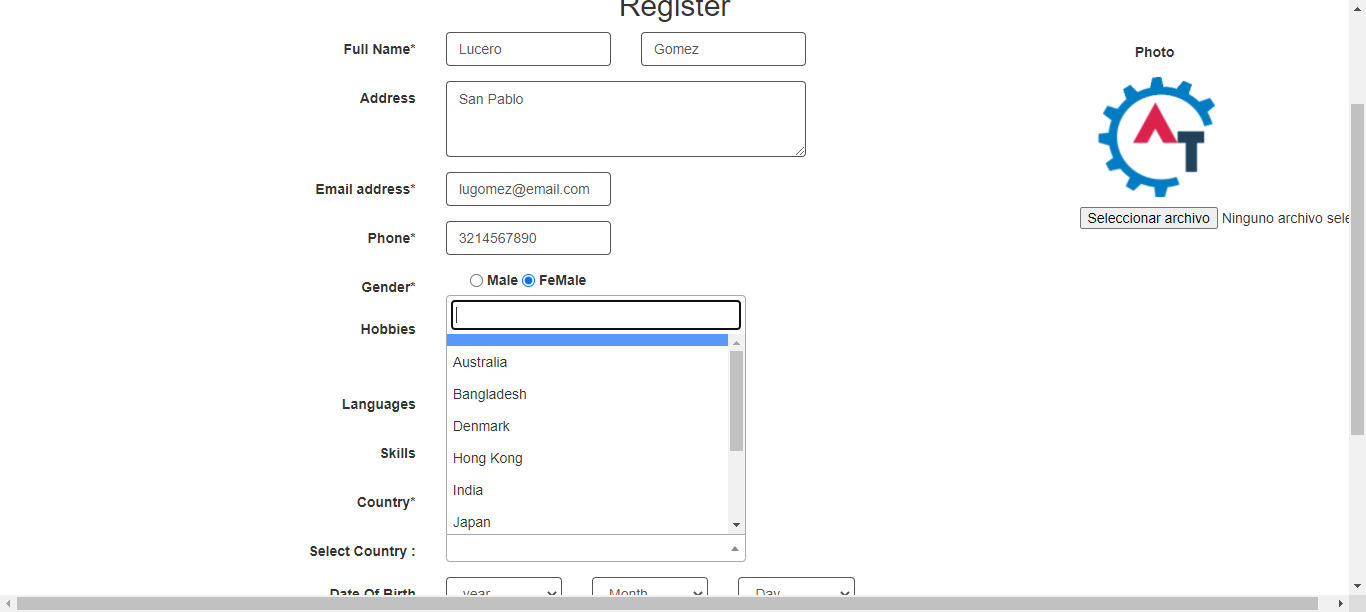 Register
Full Name* Lucero Gomez
Photo
Address San Pablo
AT
Email address* lugomez@email.com
Seleccionar archivo Ninguno archivo sele
Phone* 3214567890
Gender* Male FeMale
Hobbies
Australia
Bangladesh
Languages
Denmark
Skills
Hong Kong
India
Country*
Japan
Select Country :
Date Of Birth year Month Day